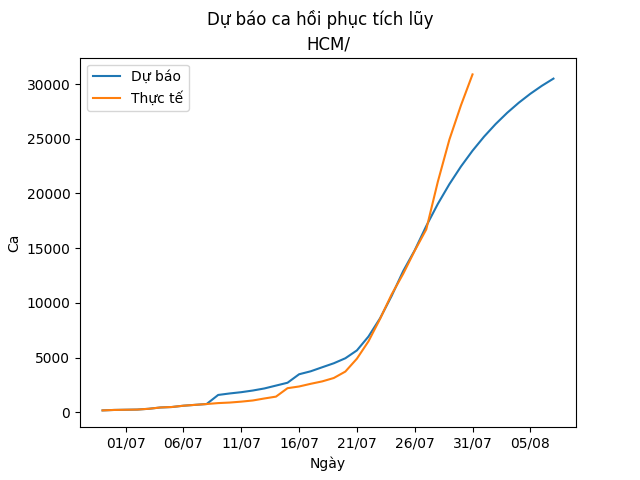 Dự báo ca hồi phục tích lũy
HCM/
Dự báo
Thực tế
30000
25000
20000
15000
10000
5000
0
Ca
01/07 06/07 11/07 16/07 21/07 26/07 31/07 05/08
Ngày